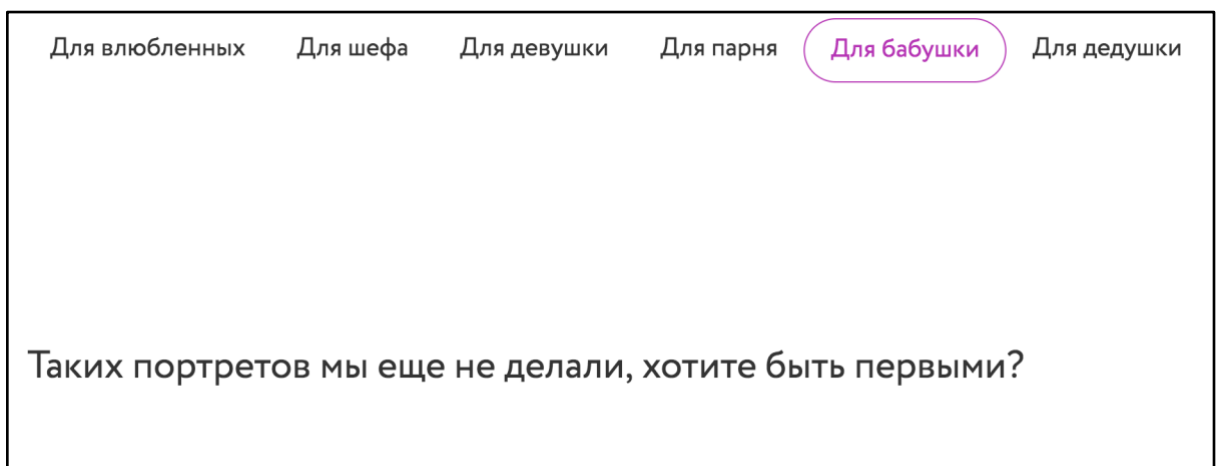 Для влюбленных Для шефа Для девушки Для парня Для бабушки Для дедушки
Таких портретов мы еще не делали, хотите быть первыми?